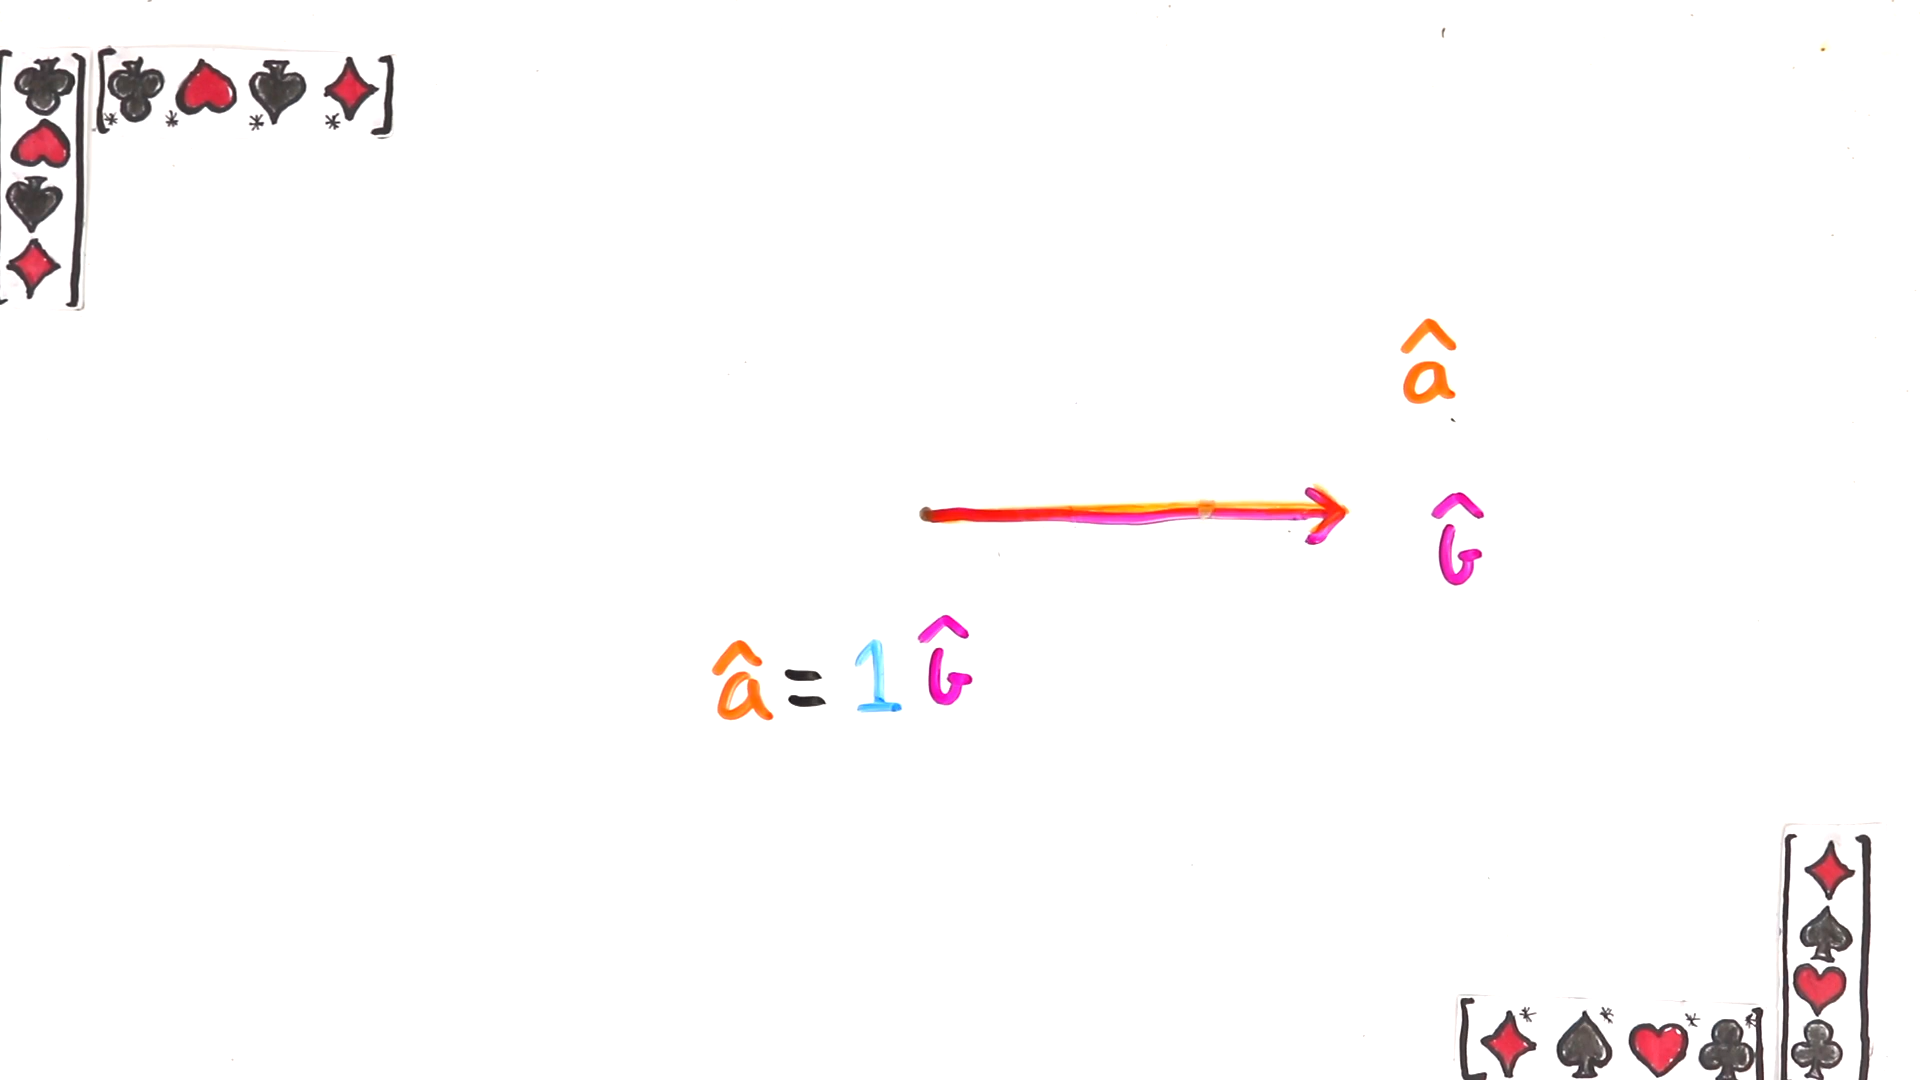 â
b̂
â = 1 b̂